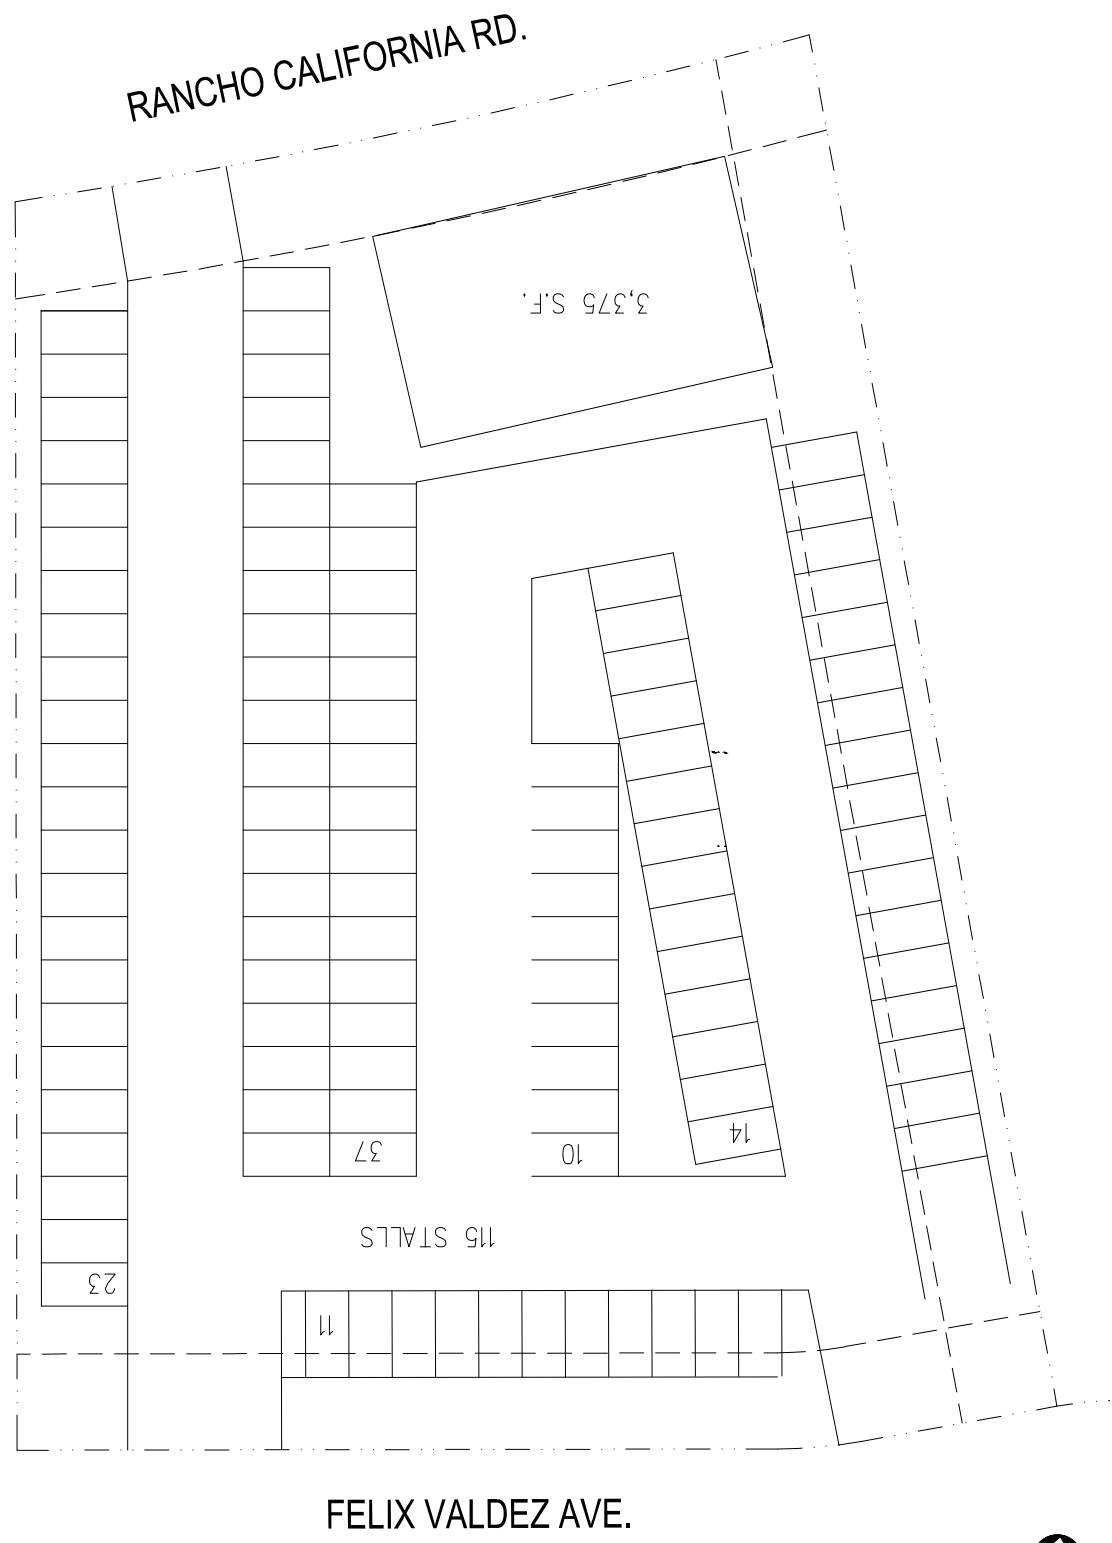 RANCHO CALIFORNIA RD.
3,375 S.F.
37
10
14
115 STALLS
23
11
FELIX VALDEZ AVE.